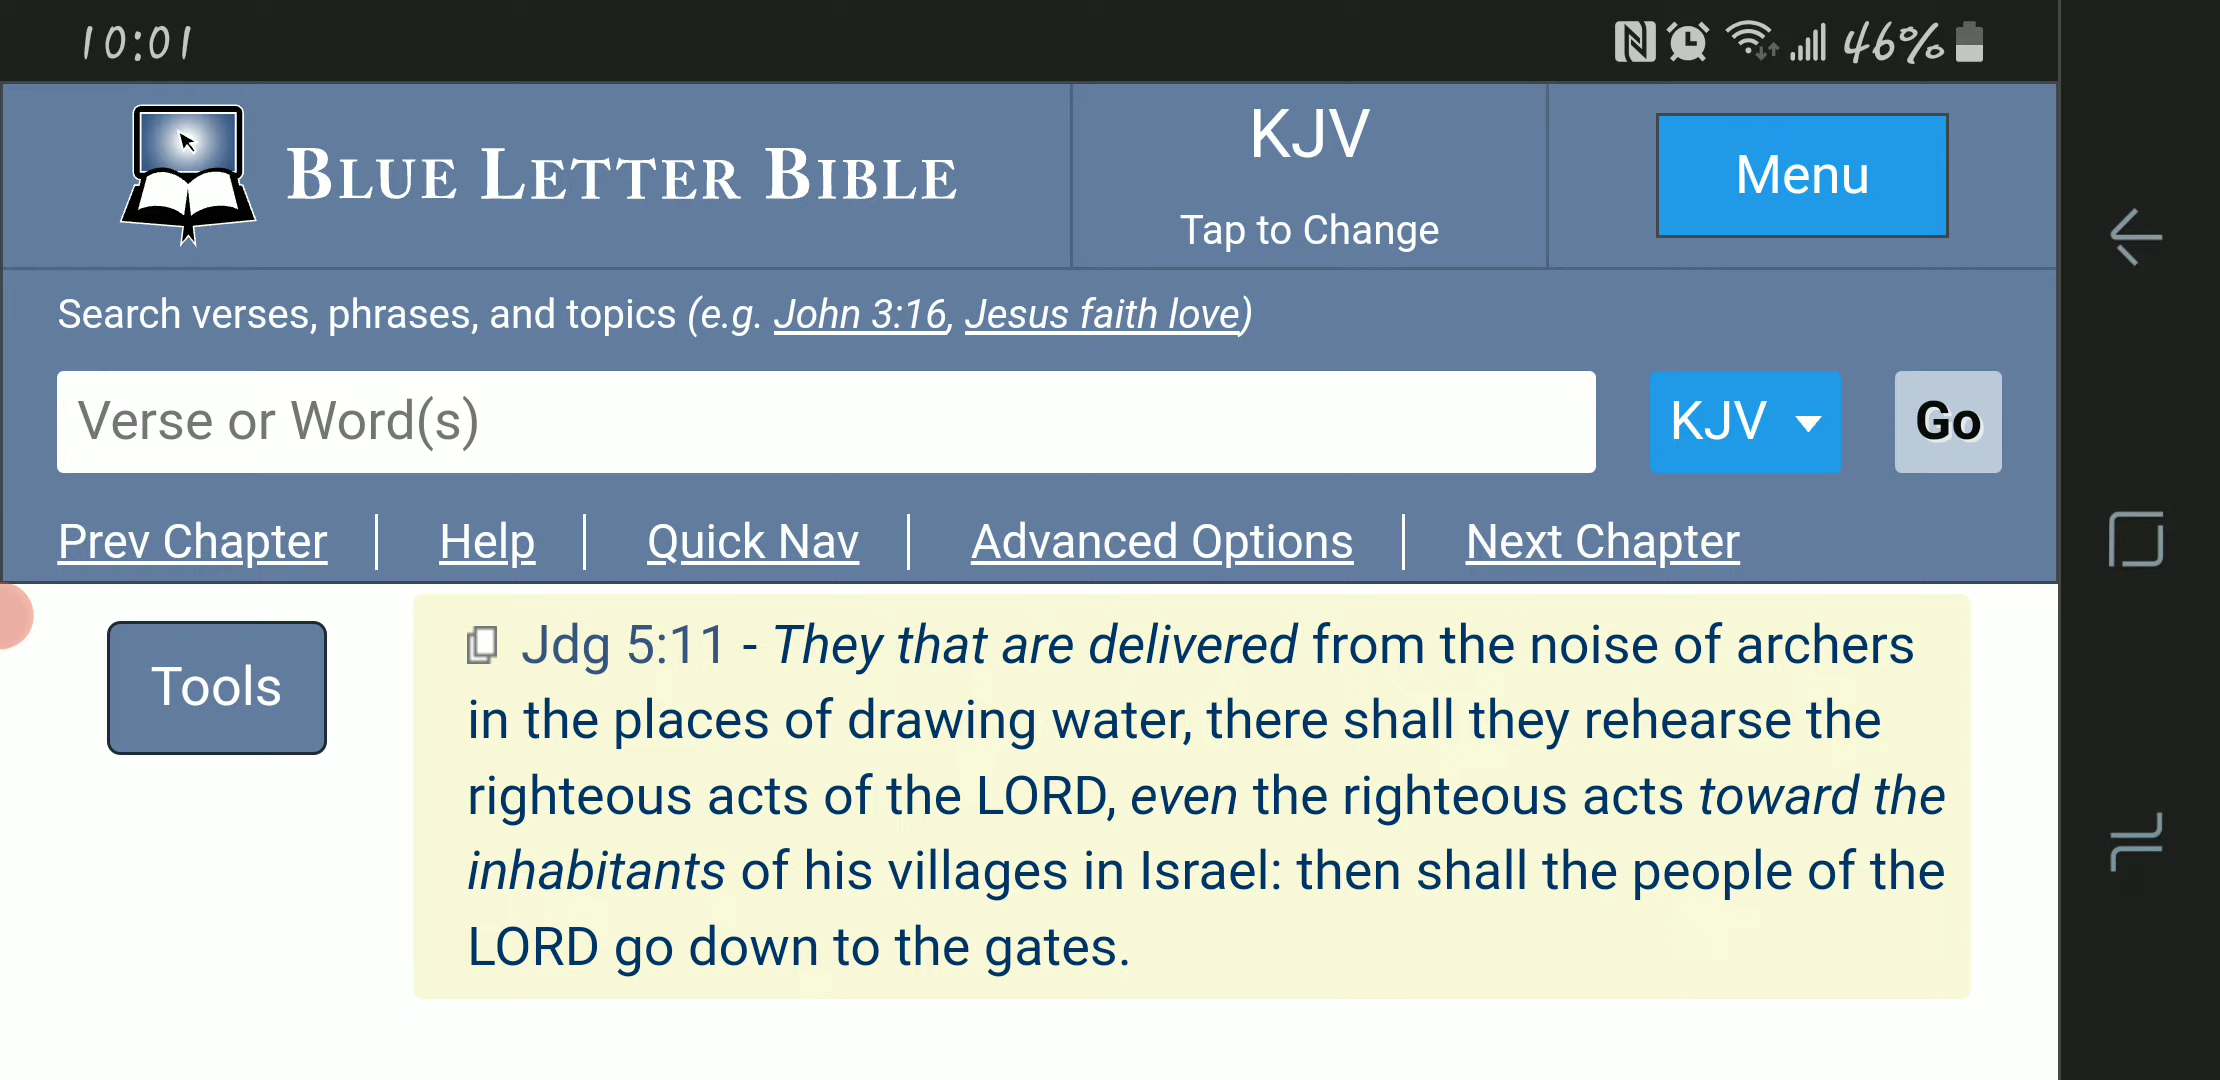 10:01 46%
BLUE LETTER BIBLE
KJV
Tap to Change
Menu
Search verses, phrases, and topics (e.g. John 3:16, Jesus faith love)
Verse or Word(s) KJV Go
Prev Chapter | Help | Quick Nav | Advanced Options | Next Chapter
Tools
Jdg 5:11 - They that are delivered from the noise of archers
in the places of drawing water, there shall they rehearse the
righteous acts of the LORD, even the righteous acts toward the
inhabitants of his villages in Israel: then shall the people of the
LORD go down to the gates.